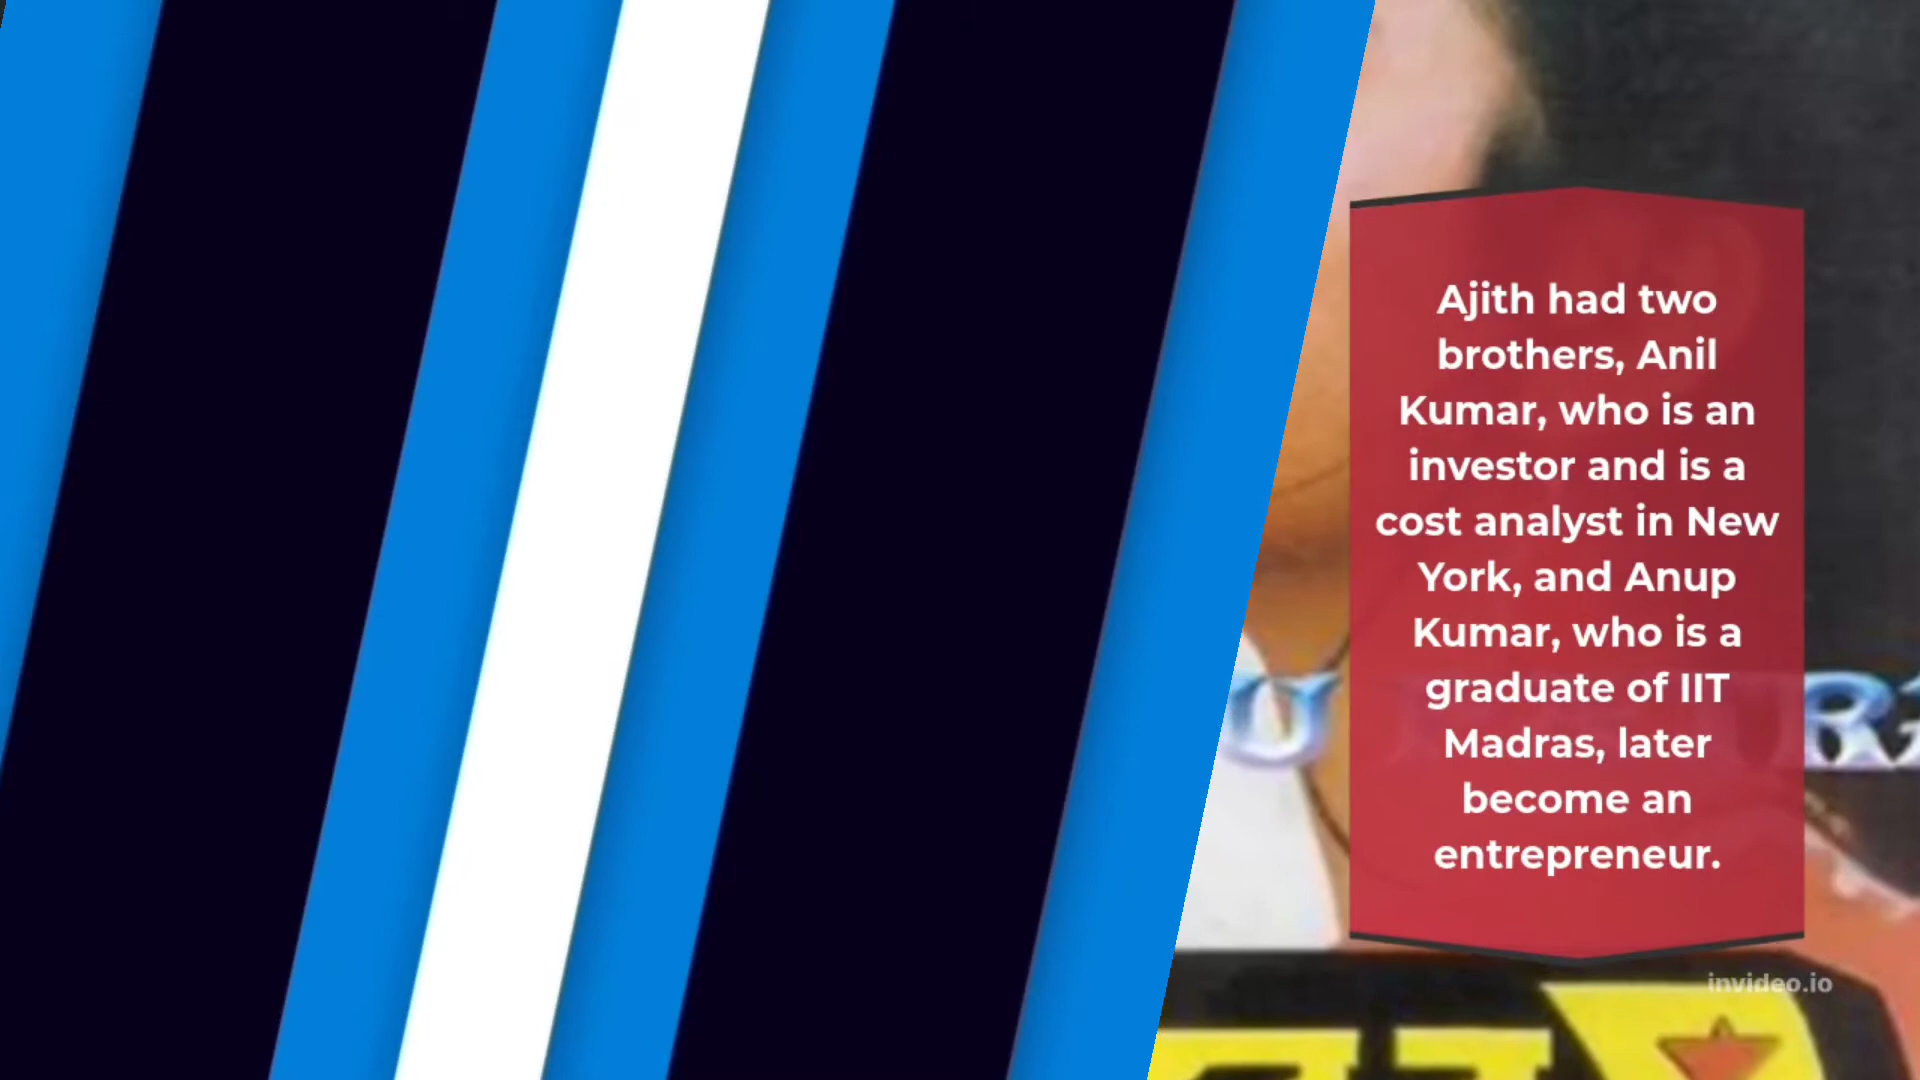 Ajith had two
brothers, Anil
Kumar, who is an
investor and is a
cost analyst in New
York, and Anup
Kumar, who is a
graduate of IIT
Madras, later
become an
entrepreneur.
invideo.io